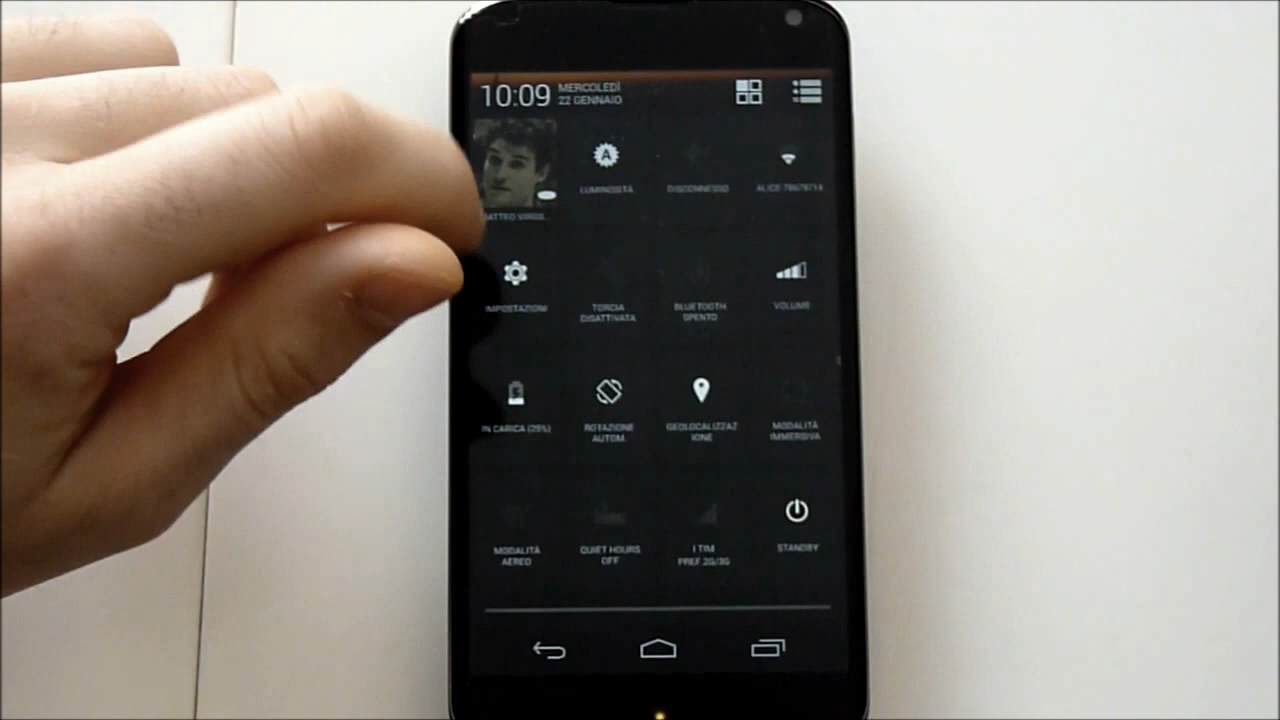 10:09 MERCOLEDÌ
22 GENNAIO
LUMINOSITÀ
DISCONNESSO
IMPOSTAZIONI
TORCIA
DISATTIVATA
BLUETOOTH
SPENTO
VOLUME
IN CARICA (25%)
ROTAZIONE
AUTOM.
GEOLOCALIZZAZ
IONE
MODALITÀ
IMMERSIVA
MODALITÀ
AEREO
QUIET HOURS
OFF
I TIM
PREF 2G/3G
STANDBY